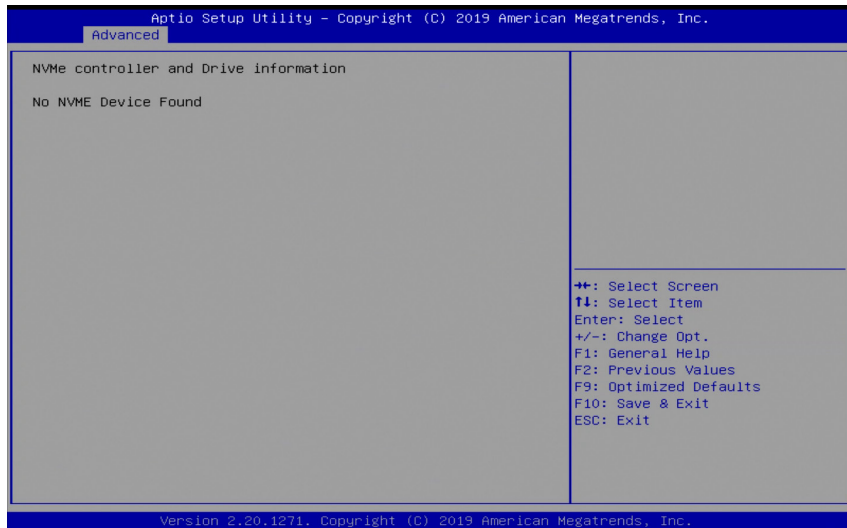 Aptio Setup Utility – Copyright (C) 2019 American Megatrends, Inc.
Advanced
NVMe controller and Drive information
No NVME Device Found
→←: Select Screen
↑↓: Select Item
Enter: Select
+/-: Change Opt.
F1: General Help
F2: Previous Values
F9: Optimized Defaults
F10: Save & Exit
ESC: Exit
Version 2.20.1271. Copyright (C) 2019 American Megatrends, Inc.